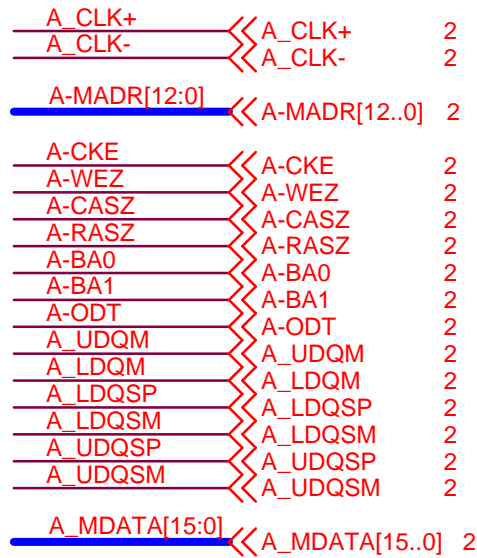 A_CLK+ A_CLK+ 2
A_CLK- A_CLK- 2
A-MADR[12:0] A-MADR[12..0] 2
A-CKE A-CKE 2
A-WEZ A-WEZ 2
A-CASZ A-CASZ 2
A-RASZ A-RASZ 2
A-BA0 A-BA0 2
A-BA1 A-BA1 2
A-ODT A-ODT 2
A_UDQM A_UDQM 2
A_LDQM A_LDQM 2
A_LDQSP A_LDQSP 2
A_LDQSM A_LDQSM 2
A_UDQSP A_UDQSP 2
A_UDQSM A_UDQSM 2
A_MDATA[15:0] A_MDATA[15..0] 2